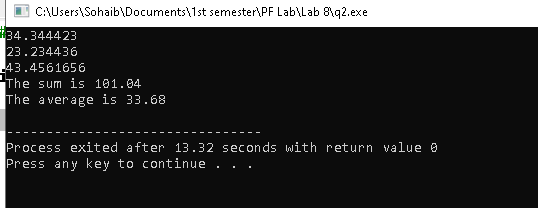 C:\Users\Sohaib\Documents\1st semester\PF Lab\Lab 8\q2.exe
34.344423
23.234436
43.4561656
The sum is 101.04
The average is 33.68
--------------------------------
Process exited after 13.32 seconds with return value 0
Press any key to continue . . .